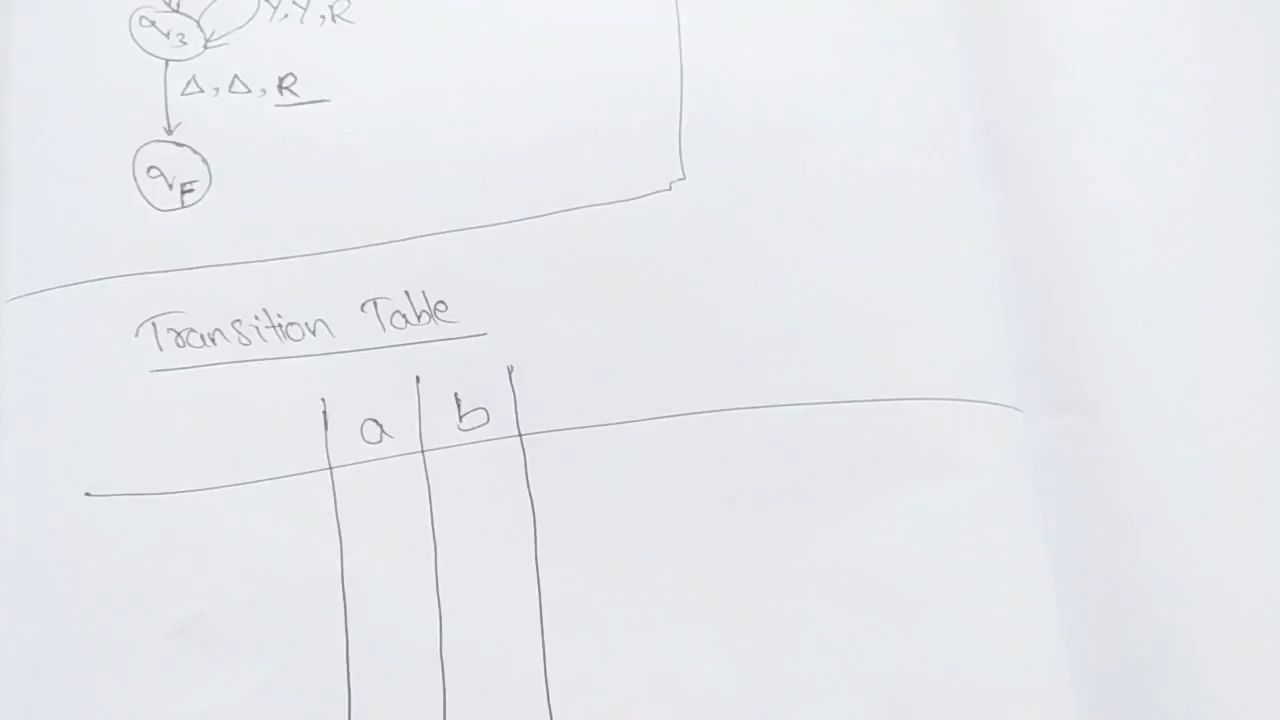 q3 Y,Y,R
Δ,Δ,R
qF
Transition Table
a b